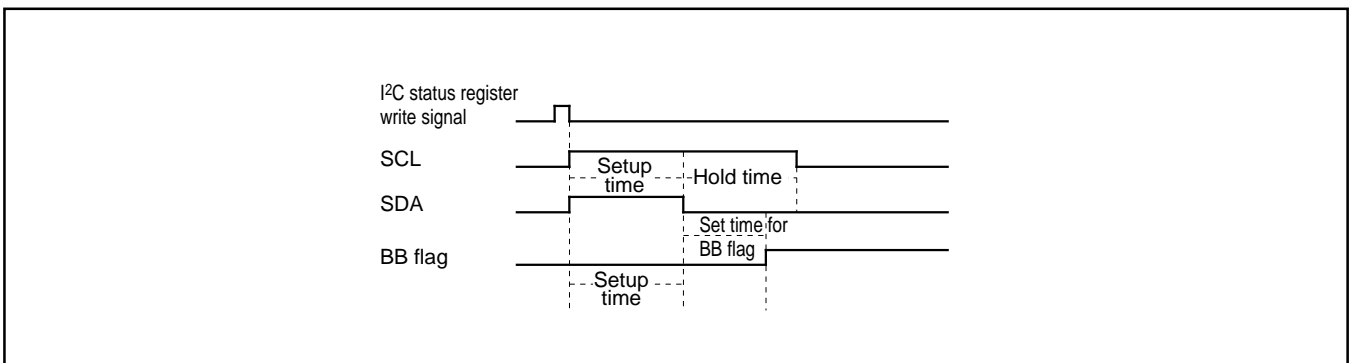 I2C status register
write signal
SCL
Setup
time
Hold time
SDA
Set time for
BB flag
BB flag
Setup
time